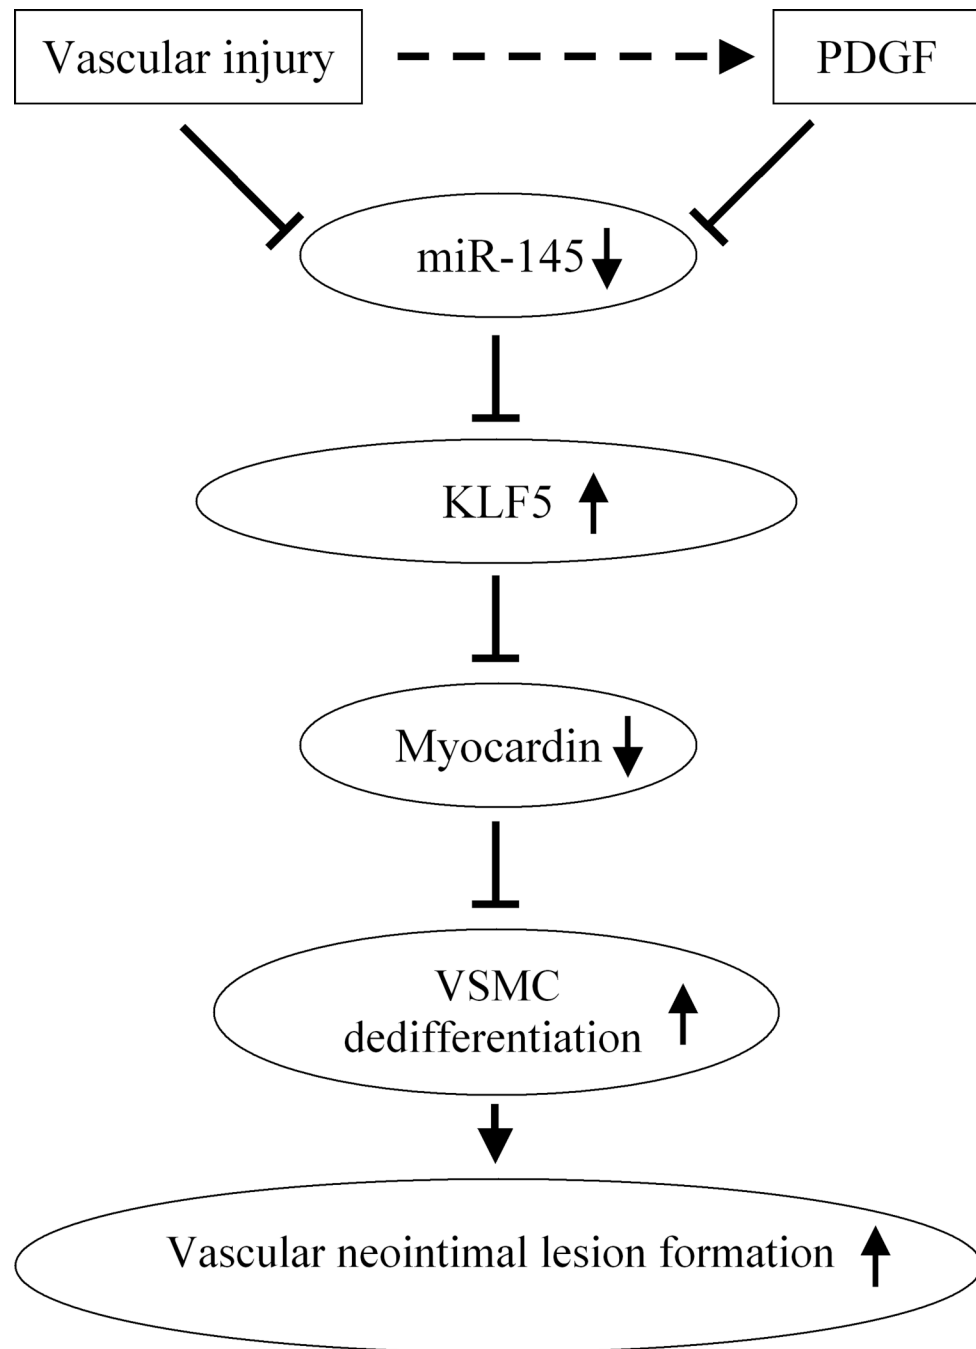 Vascular injury
PDGF
miR-145
KLF5
Myocardin
VSMC
dedifferentiation
Vascular neointimal lesion formation